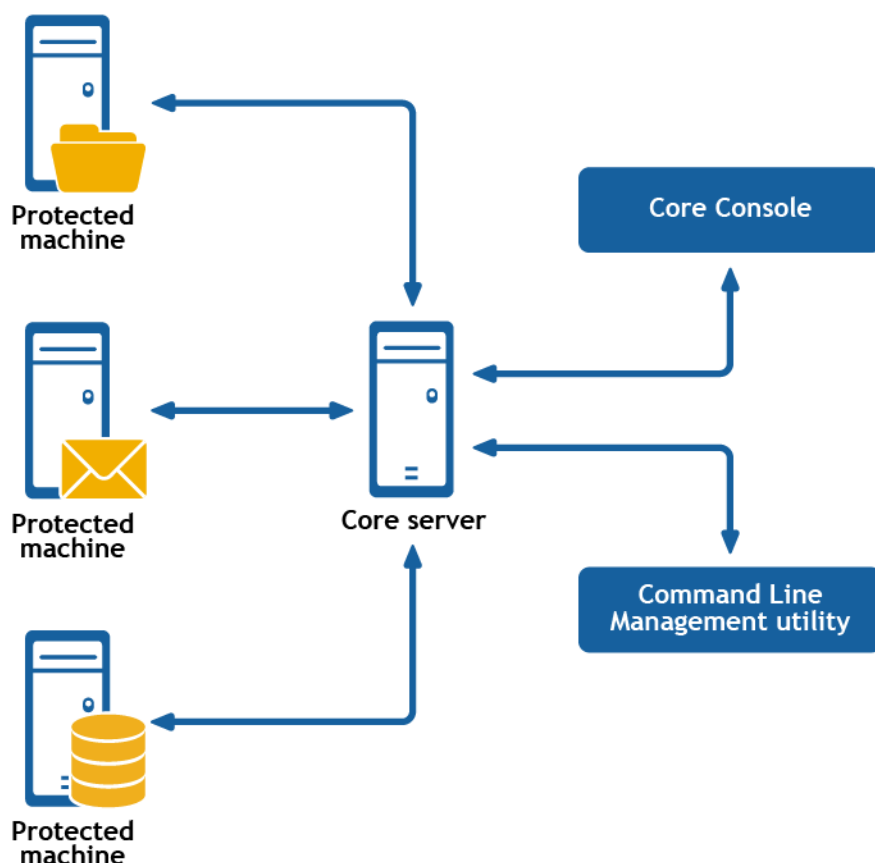 Protected
machine
Core Console
Protected
machine
Core server
Command Line
Management utility
Protected
machine